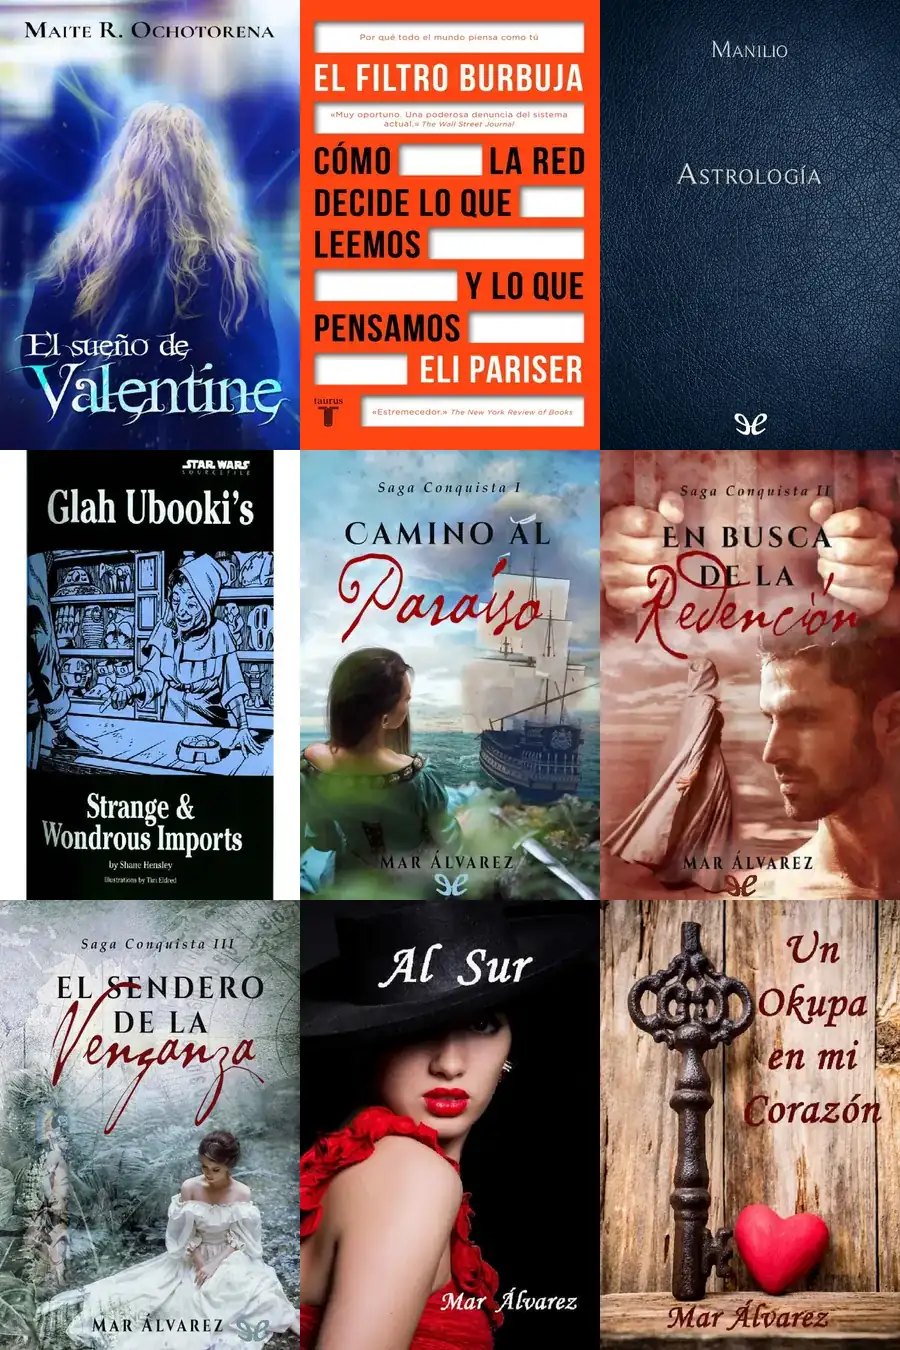 Maite R. Ochotorena
El sueño de
Valentine
Por qué todo el mundo piensa como tú
EL FILTRO BURBUJA
«Muy oportuno. Una poderosa denuncia del sistema
actual.» The Wall Street Journal
CÓMO LA RED
DECIDE LO QUE
LEEMOS
Y LO QUE
PENSAMOS
ELI PARISER
taurus
T
«Estremecedor.» The New York Review of Books
Manilio
Astrología
STAR WARS
SOURCEFILE
Glah Ubooki's
Strange &
Wondrous Imports
by Shane Hensley
Illustrations by Tim Eldred
Saga Conquista I
CAMINO AL
Paraíso
MAR ÁLVAREZ
Saga Conquista II
EN BUSCA
DE LA
Redención
MAR ÁLVAREZ
Saga Conquista III
EL SENDERO
DE LA
Venganza
MAR ÁLVAREZ
Al Sur
Mar Álvarez
Un
Okupa
en mi
Corazón
Mar Álvarez